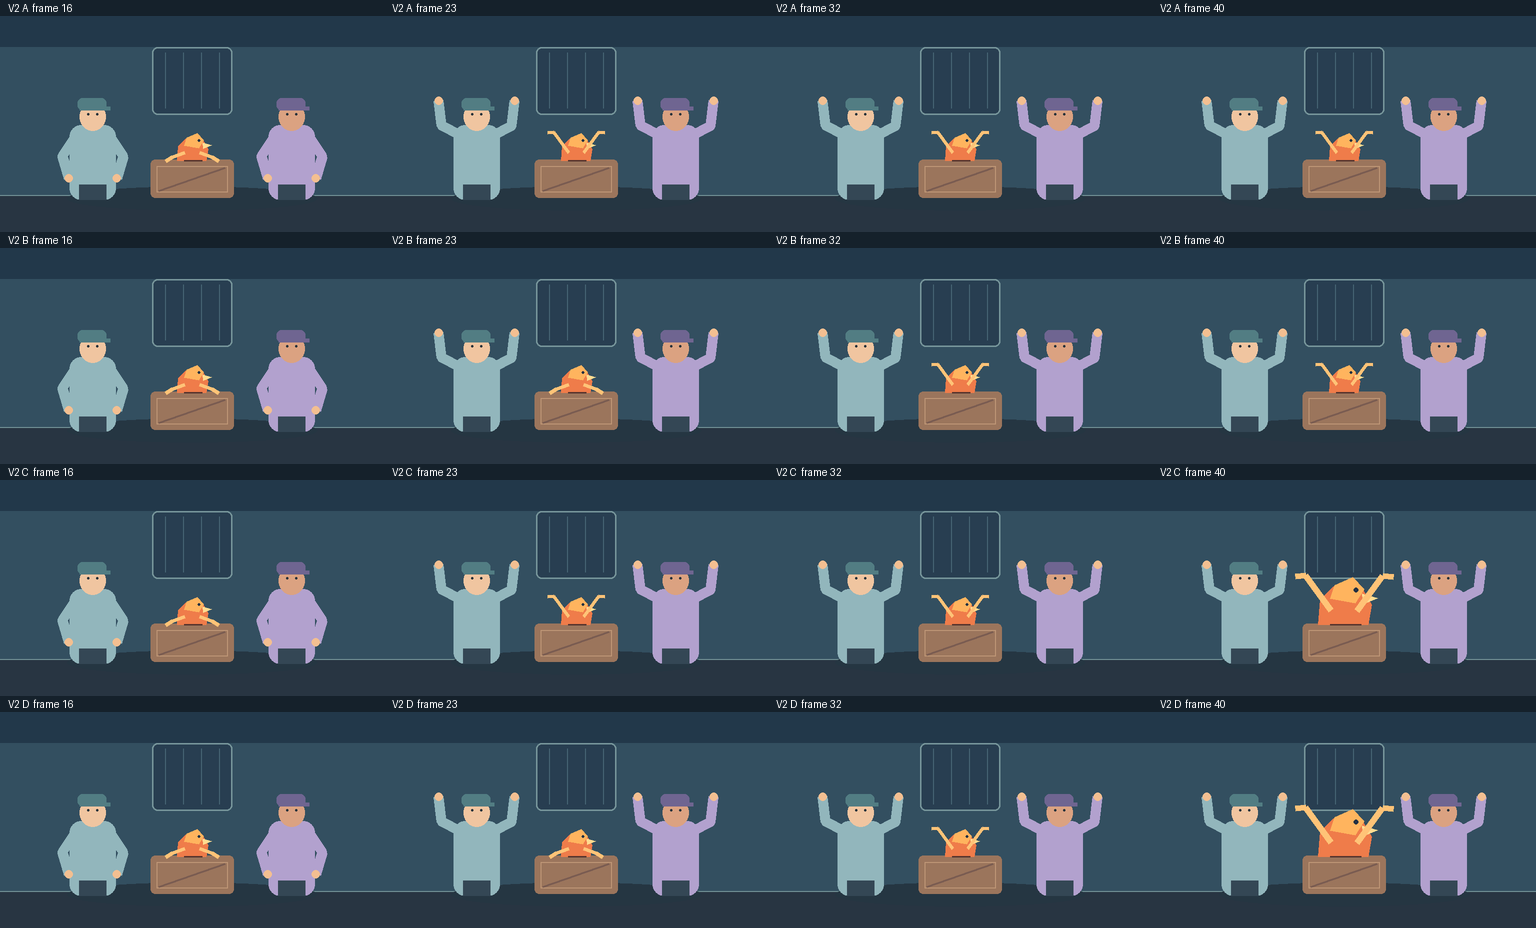 V2 A frame 16
V2 A frame 23
V2 A frame 32
V2 A frame 40
V2 B frame 16
V2 B frame 23
V2 B frame 32
V2 B frame 40
V2 C frame 16
V2 C frame 23
V2 C frame 32
V2 C frame 40
V2 D frame 16
V2 D frame 23
V2 D frame 32
V2 D frame 40